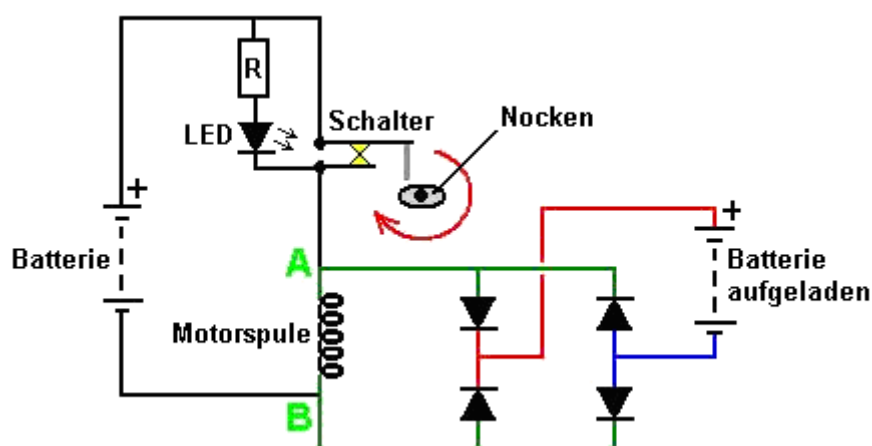 R
LED
Schalter
Nocken
+
+
Batterie
A
Batterie
aufgeladen
Motorspule
B